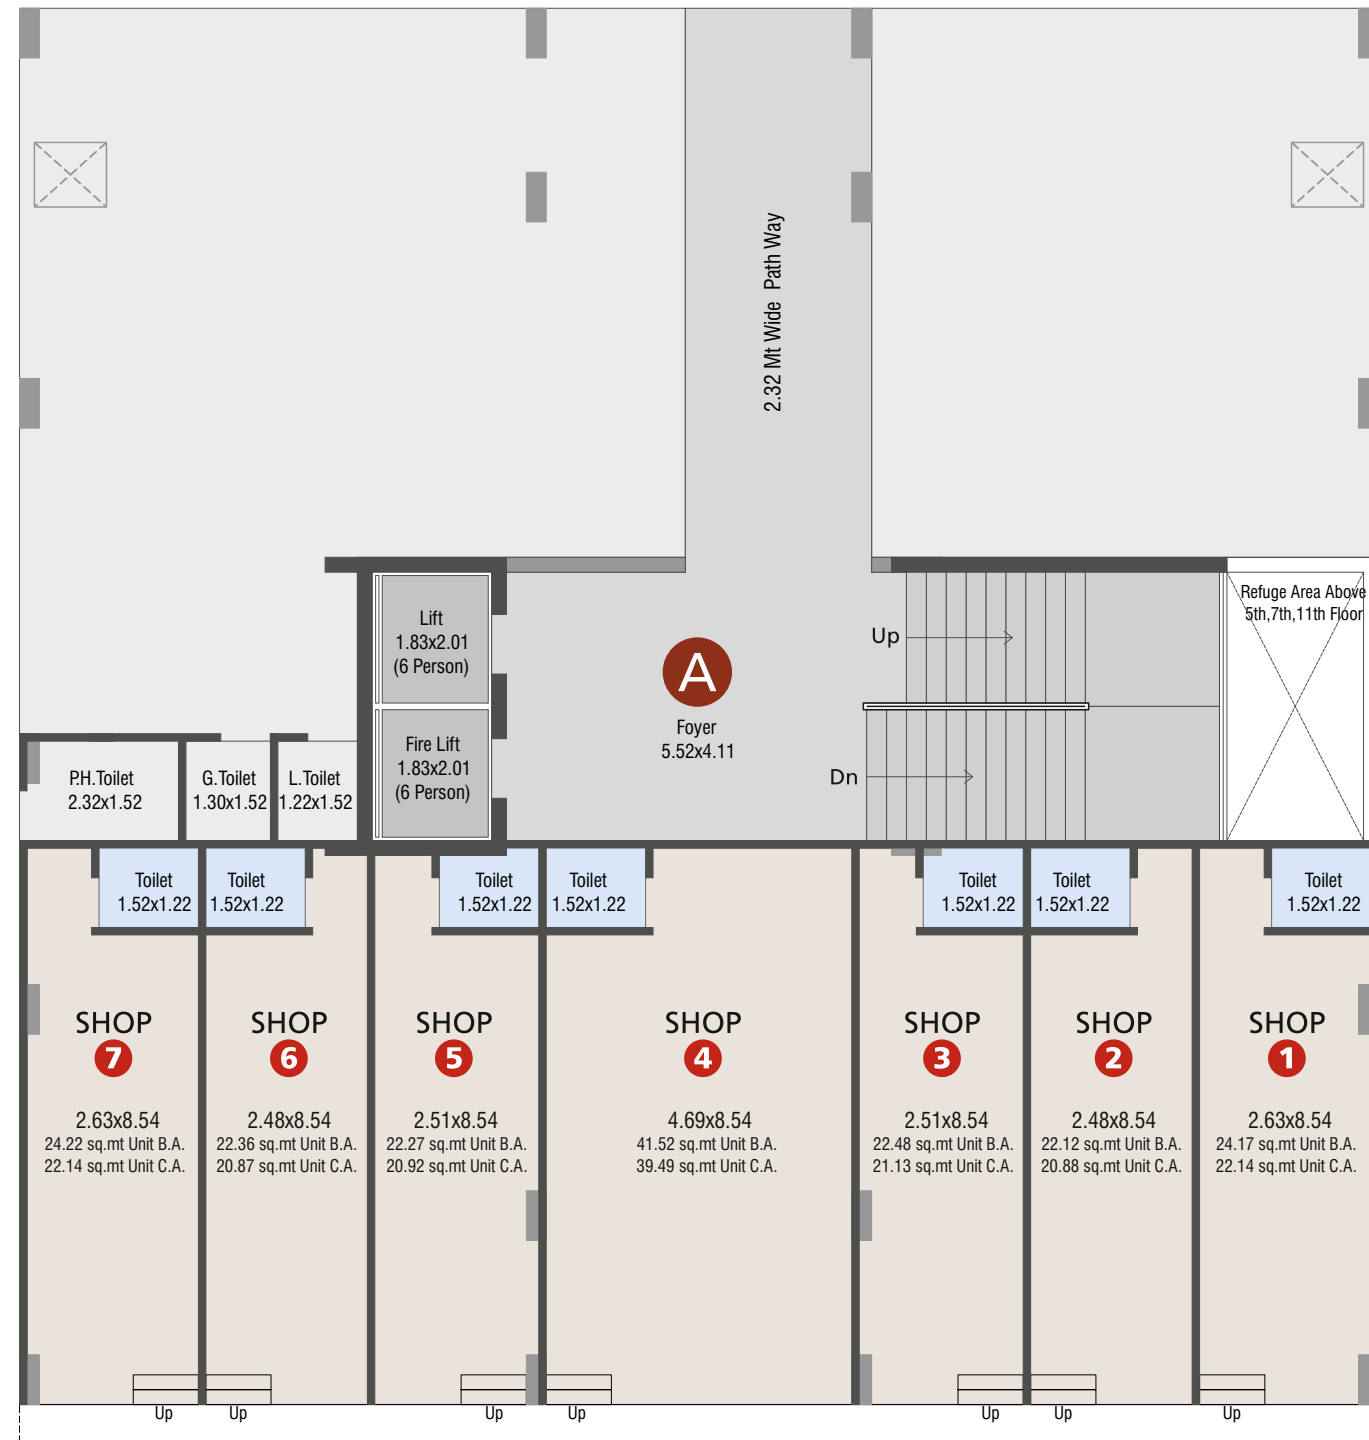 2.32 Mt Wide Path Way
Refuge Area Above
5th,7th,11th Floor
Lift
1.83x2.01
(6 Person)
Up
A
Foyer
5.52x4.11
Fire Lift
1.83x2.01
(6 Person)
Dn
P.H.Toilet
2.32x1.52
G.Toilet
1.30x1.52
L.Toilet
1.22x1.52
Toilet
1.52x1.22
Toilet
1.52x1.22
Toilet
1.52x1.22
Toilet
1.52x1.22
Toilet
1.52x1.22
Toilet
1.52x1.22
Toilet
1.52x1.22
SHOP
7
2.63x8.54
24.22 sq.mt Unit B.A.
22.14 sq.mt Unit C.A.
SHOP
6
2.48x8.54
22.36 sq.mt Unit B.A.
20.87 sq.mt Unit C.A.
SHOP
5
2.51x8.54
22.27 sq.mt Unit B.A.
20.92 sq.mt Unit C.A.
SHOP
4
4.69x8.54
41.52 sq.mt Unit B.A.
39.49 sq.mt Unit C.A.
SHOP
3
2.51x8.54
22.48 sq.mt Unit B.A.
21.13 sq.mt Unit C.A.
SHOP
2
2.48x8.54
22.12 sq.mt Unit B.A.
20.88 sq.mt Unit C.A.
SHOP
1
2.63x8.54
24.17 sq.mt Unit B.A.
22.14 sq.mt Unit C.A.
Up
Up
Up
Up
Up
Up
Up